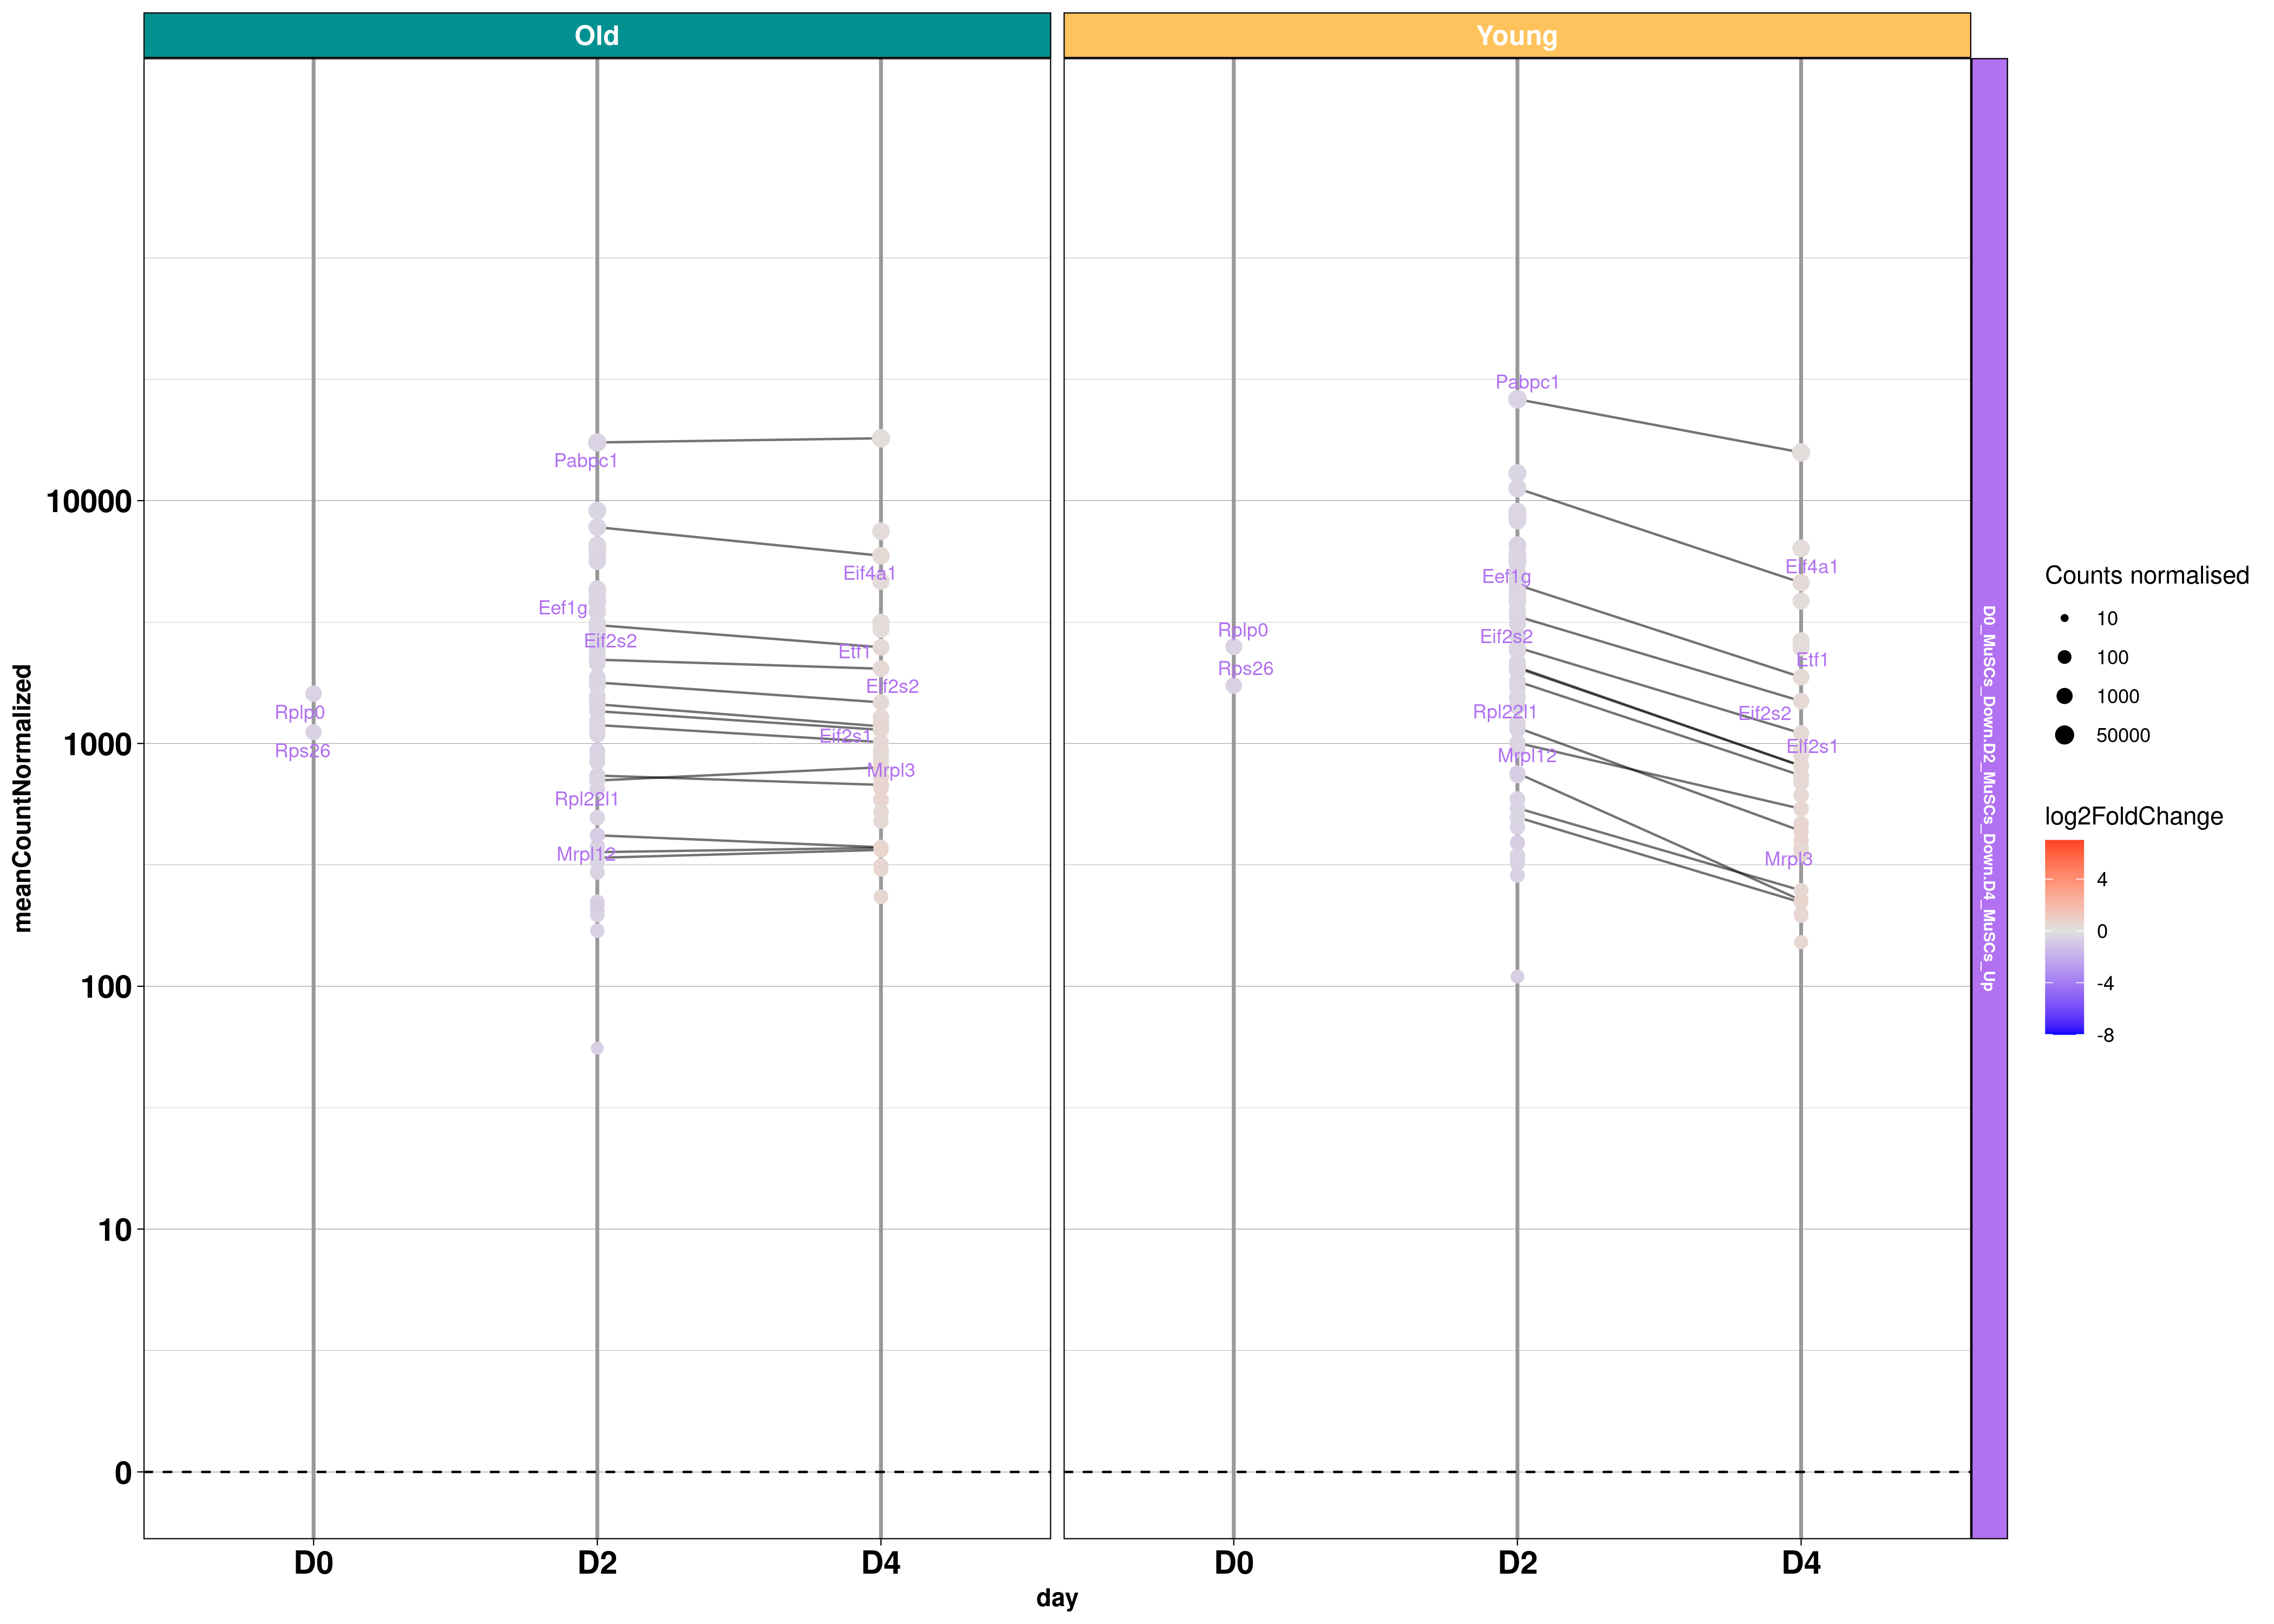 Old
Young
Pabpc1
Pabpc1
10000
Eif4a1
Eif4a1
Eef1g
Eef1g
Eif2s2
Etf1
Rplp0
Eif2s2
Etf1
Rps26
Eif2s2
Rplp0
Rpl22l1
Eif2s2
1000
Rps26
Eif2s1
Mrpl12
Eif2s1
Mrpl3
Rpl22l1
Mrpl12
Mrpl3
100
10
0
D0
D2
D4
D0
D2
D4
day
meanCountNormalized
D0_MuSCs_Down.D2_MuSCs_Down.D4_MuSCs_Up
Counts normalised
10
100
1000
50000
log2FoldChange
4
0
-4
-8